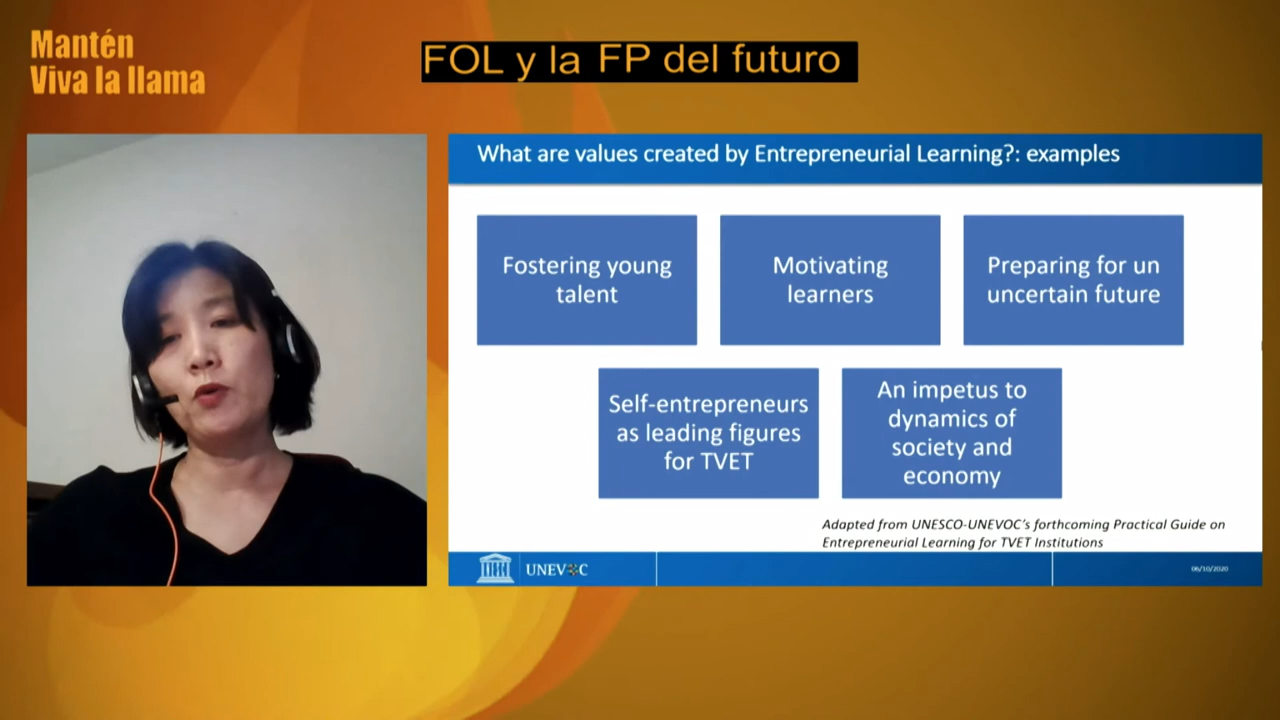 Mantén
Viva la llama
FOL y la FP del futuro
What are values created by Entrepreneurial Learning?: examples
Fostering young
talent
Motivating
learners
Preparing for un
uncertain future
Self-entrepreneurs
as leading figures
for TVET
An impetus to
dynamics of
society and
economy
Adapted from UNESCO-UNEVOC's forthcoming Practical Guide on
Entrepreneurial Learning for TVET Institutions
UNEVOC
06/10/2020